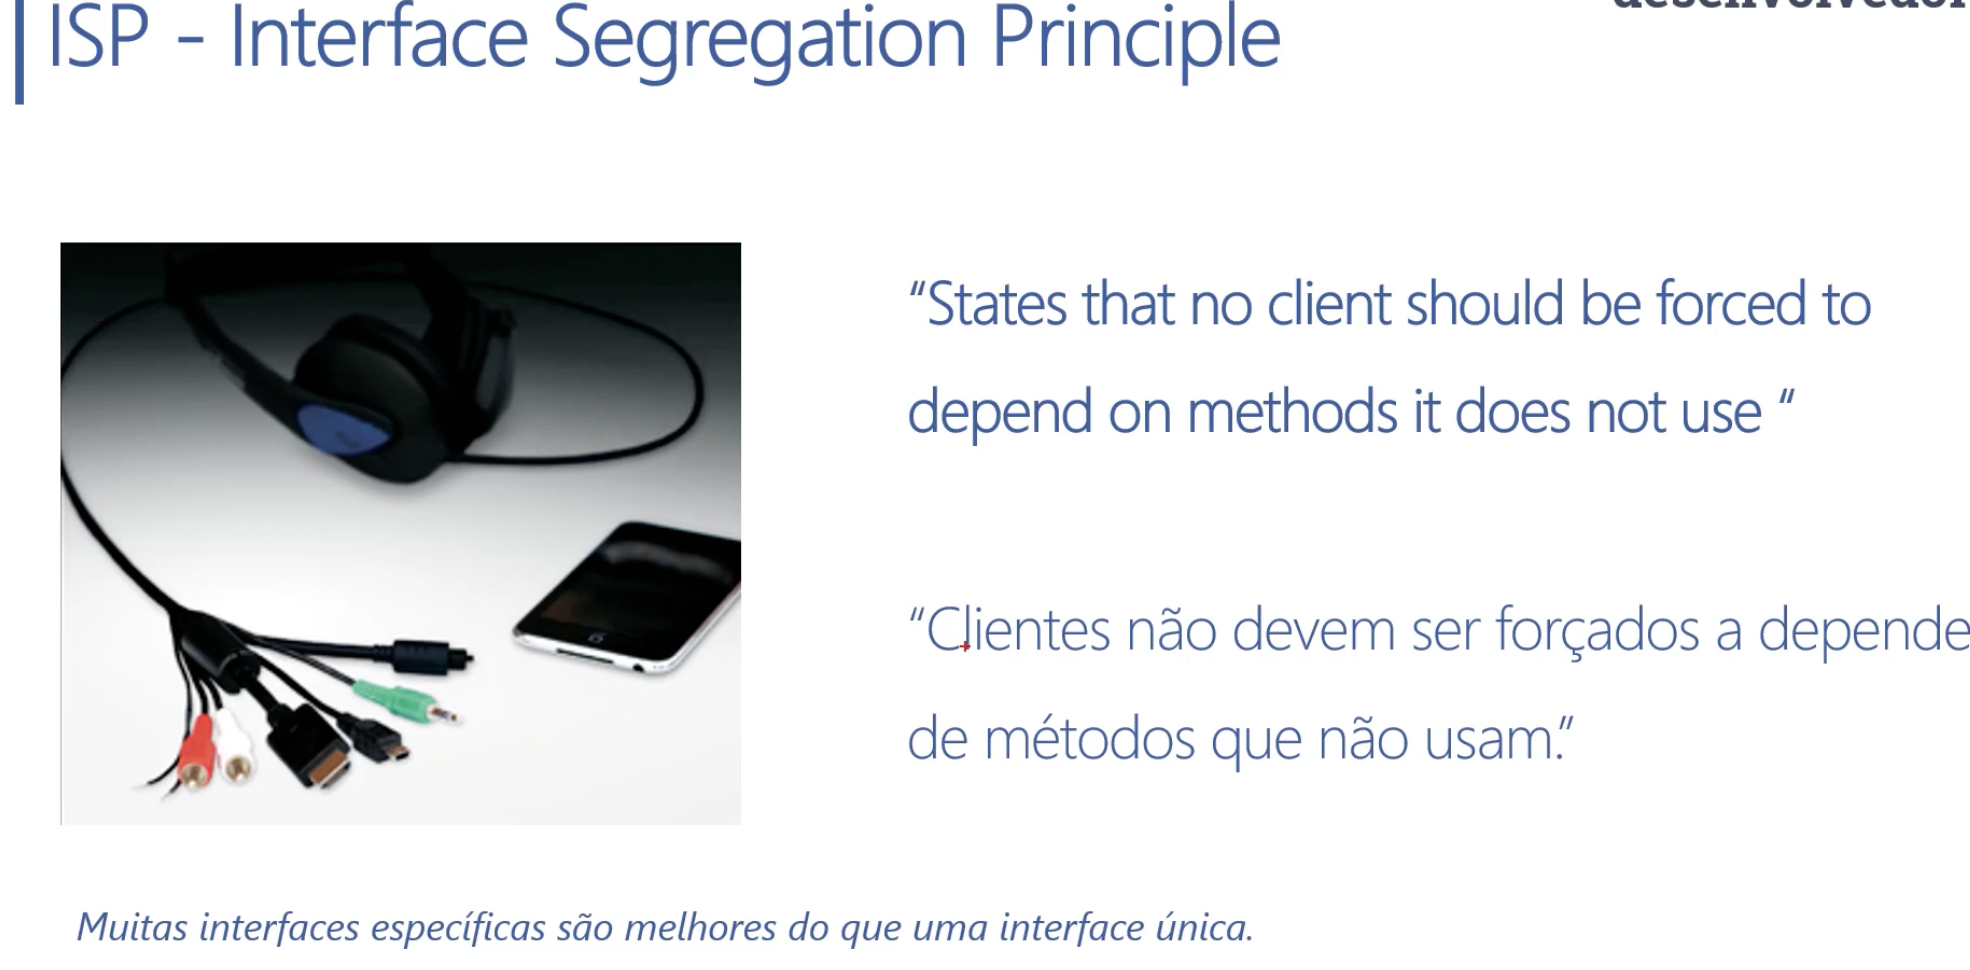 ISP - Interface Segregation Principle
“States that no client should be forced to
depend on methods it does not use “
“Clientes não devem ser forçados a depende
de métodos que não usam.”
Muitas interfaces específicas são melhores do que uma interface única.